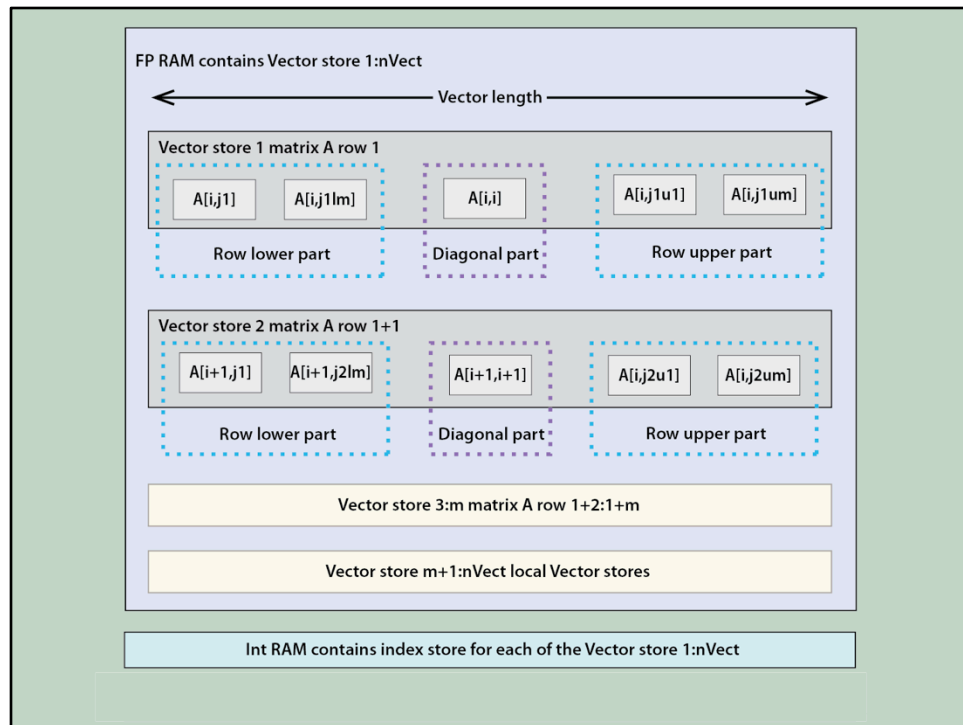 FP RAM contains Vector store 1:nVect
Vector length
Vector store 1 matrix A row 1
A[i,j1] A[i,j1lm] A[i,i] A[i,j1u1] A[i,j1um]
Row lower part Diagonal part Row upper part
Vector store 2 matrix A row 1+1
A[i+1,j1] A[i+1,j2lm] A[i+1,i+1] A[i,j2u1] A[i,j2um]
Row lower part Diagonal part Row upper part
Vector store 3:m matrix A row 1+2:1+m
Vector store m+1:nVect local Vector stores
Int RAM contains index store for each of the Vector store 1:nVect